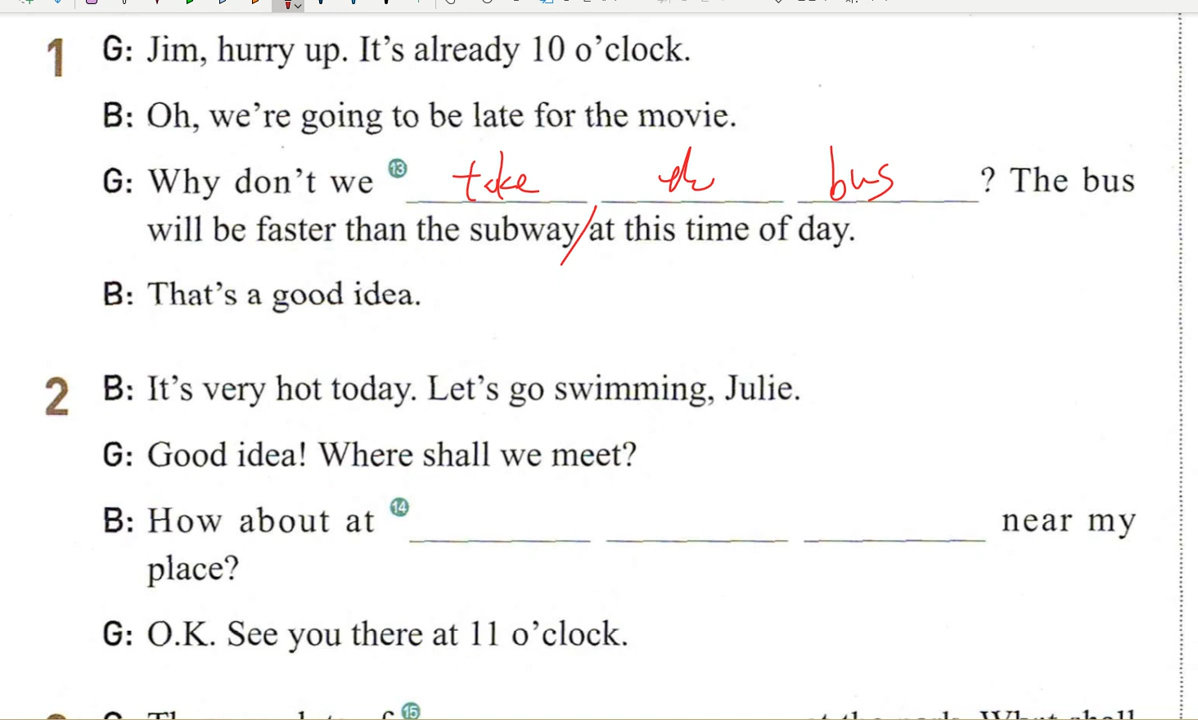 1 G: Jim, hurry up. It’s already 10 o’clock.
B: Oh, we’re going to be late for the movie.
G: Why don’t we ⑬ take the bus ? The bus
will be faster than the subway/at this time of day.
B: That’s a good idea.
2 B: It’s very hot today. Let’s go swimming, Julie.
G: Good idea! Where shall we meet?
B: How about at ⑭ near my
place?
G: O.K. See you there at 11 o’clock.
⑮